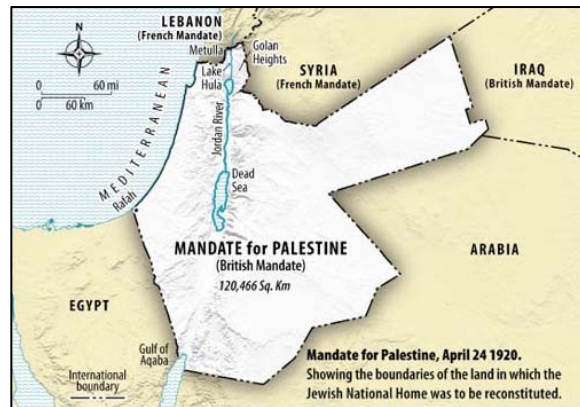 LEBANON
(French Mandate)
N
Metulla
Golan
Heights
Lake
Hula
SYRIA
(French Mandate)
IRAQ
(British Mandate)
0 60 mi
0 60 km
MEDITERRANEAN
Jordan River
Dead
Sea
Rafah
MANDATE for PALESTINE
(British Mandate)
120,466 Sq. Km
ARABIA
EGYPT
Gulf of
Aqaba
International
boundary
Mandate for Palestine, April 24 1920.
Showing the boundaries of the land in which the
Jewish National Home was to be reconstituted.